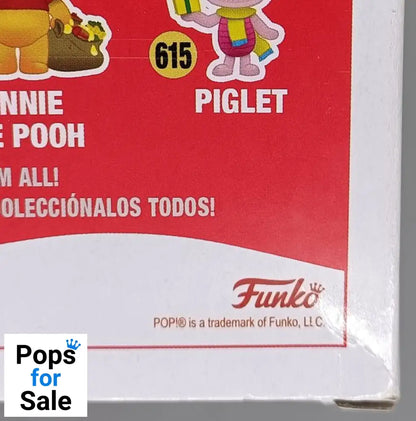 615
NNIE
PIGLET
E POOH
M ALL!
OLECCIÓNALOS TODOS!
Funko
POP!® is a trademark of Funko, LLC.
Pops
for
Sale